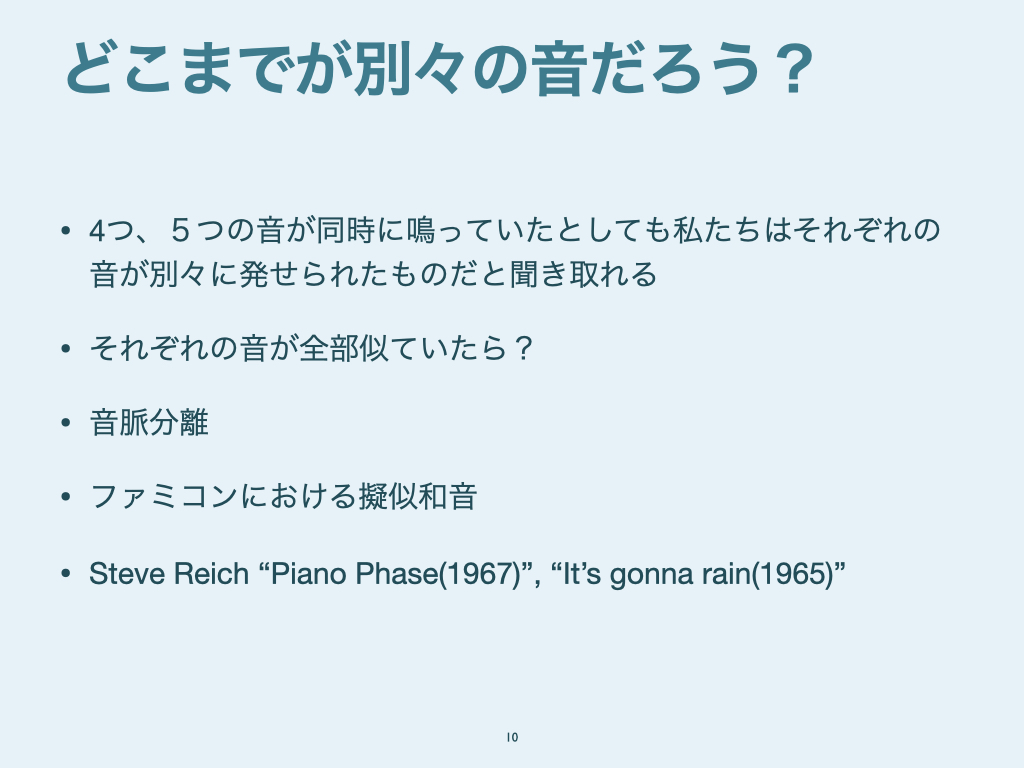 どこまでが別々の音だろう？
• 4つ、５つの音が同時に鳴っていたとしても私たちはそれぞれの
音が別々に発せられたものだと聞き取れる
• それぞれの音が全部似ていたら？
• 音脈分離
• ファミコンにおける擬似和音
• Steve Reich “Piano Phase(1967)”, “It’s gonna rain(1965)”
10